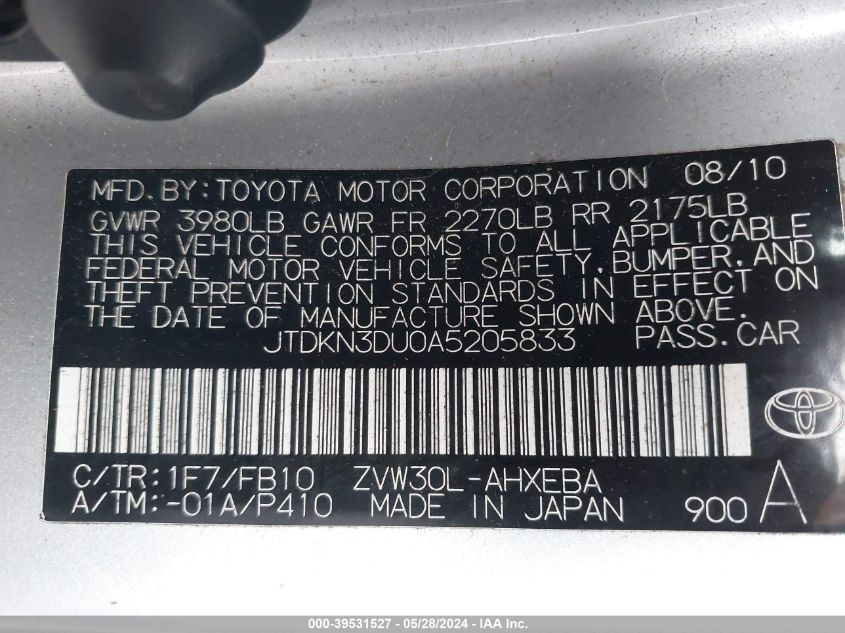 MFD. BY: TOYOTA MOTOR CORPORATION 08/10
GVWR 3980LB GAWR FR 2270LB RR 2175LB
THIS VEHICLE CONFORMS TO ALL APPLICABLE
FEDERAL MOTOR VEHICLE SAFETY, BUMPER, AND
THEFT PREVENTION STANDARDS IN EFFECT ON
THE DATE OF MANUFACTURE SHOWN ABOVE.
JTDKN3DU0A5205833 PASS. CAR
C/TR: 1F7/FB10 ZVW30L-AHXEBA
A/TM: -01A/P410 MADE IN JAPAN 900 A
000-39531527 - 05/28/2024 - IAA Inc.